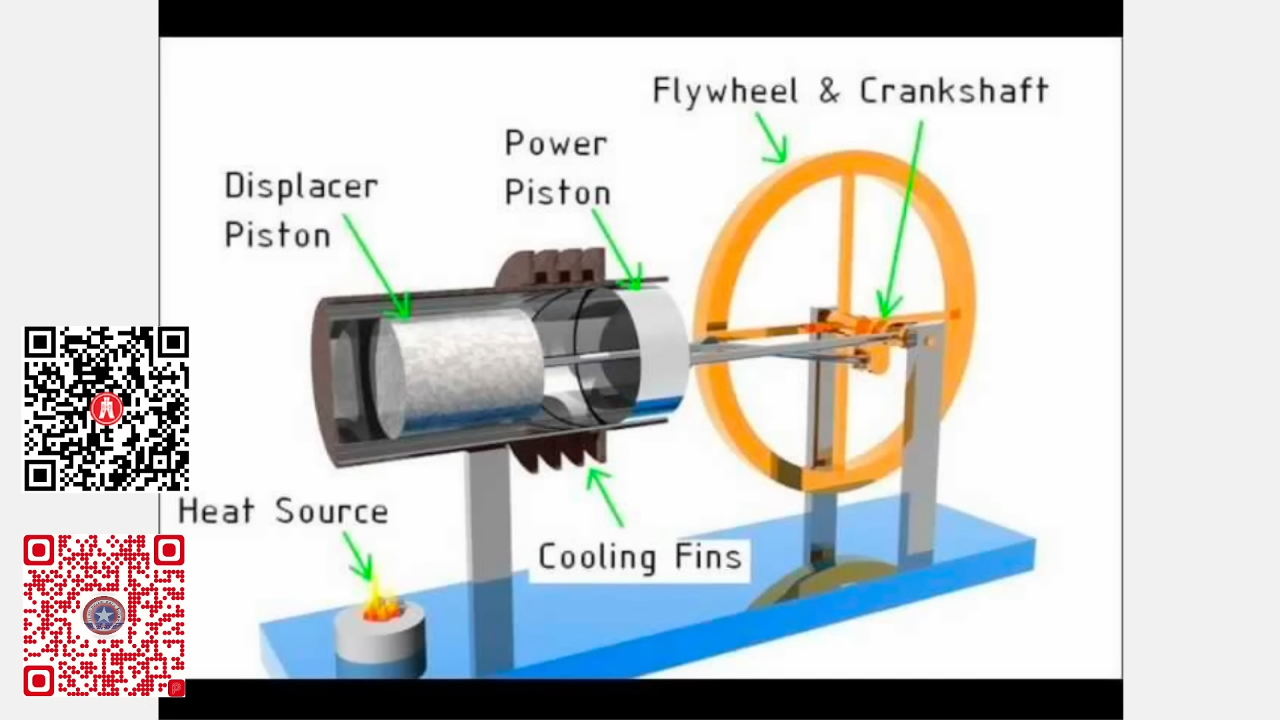 Flywheel & Crankshaft
Power
Piston
Displacer
Piston
Heat Source
Cooling Fins